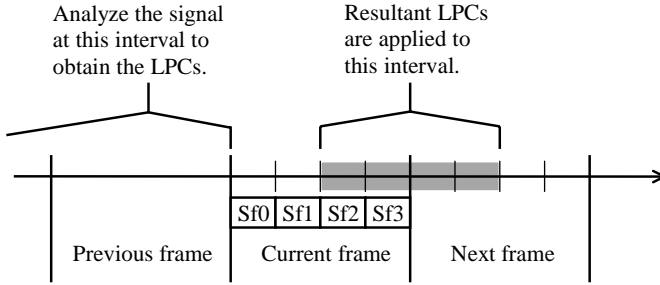 Analyze the signal
at this interval to
obtain the LPCs.
Resultant LPCs
are applied to
this interval.
Sf0 Sf1 Sf2 Sf3
Previous frame Current frame Next frame